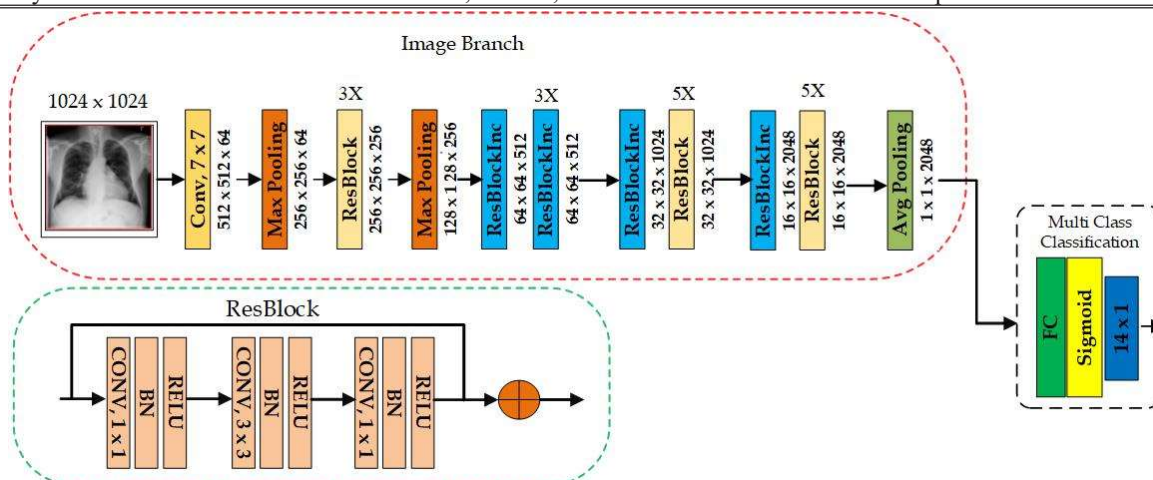 Image Branch
1024 x 1024
Conv, 7 x 7
512 x 512 x 64
Max Pooling
256 x 256 x 64
3X
ResBlock
256 x 256 x 256
Max Pooling
128 x 1 28 x 256
ResBlockInc
64 x 64 x 512
3X
ResBlockInc
64 x 64 x 512
ResBlockInc
32 x 32 x 1024
5X
ResBlock
32 x 32 x 1024
ResBlockInc
16 x 16 x 2048
5X
ResBlock
16 x 16 x 2048
Avg Pooling
1 x 1 x 2048
Multi Class
Classification
FC
Sigmoid
14 x 1
ResBlock
CONV, 1 x 1
BN
RELU
CONV, 3 x 3
BN
RELU
CONV, 1 x 1
BN
RELU